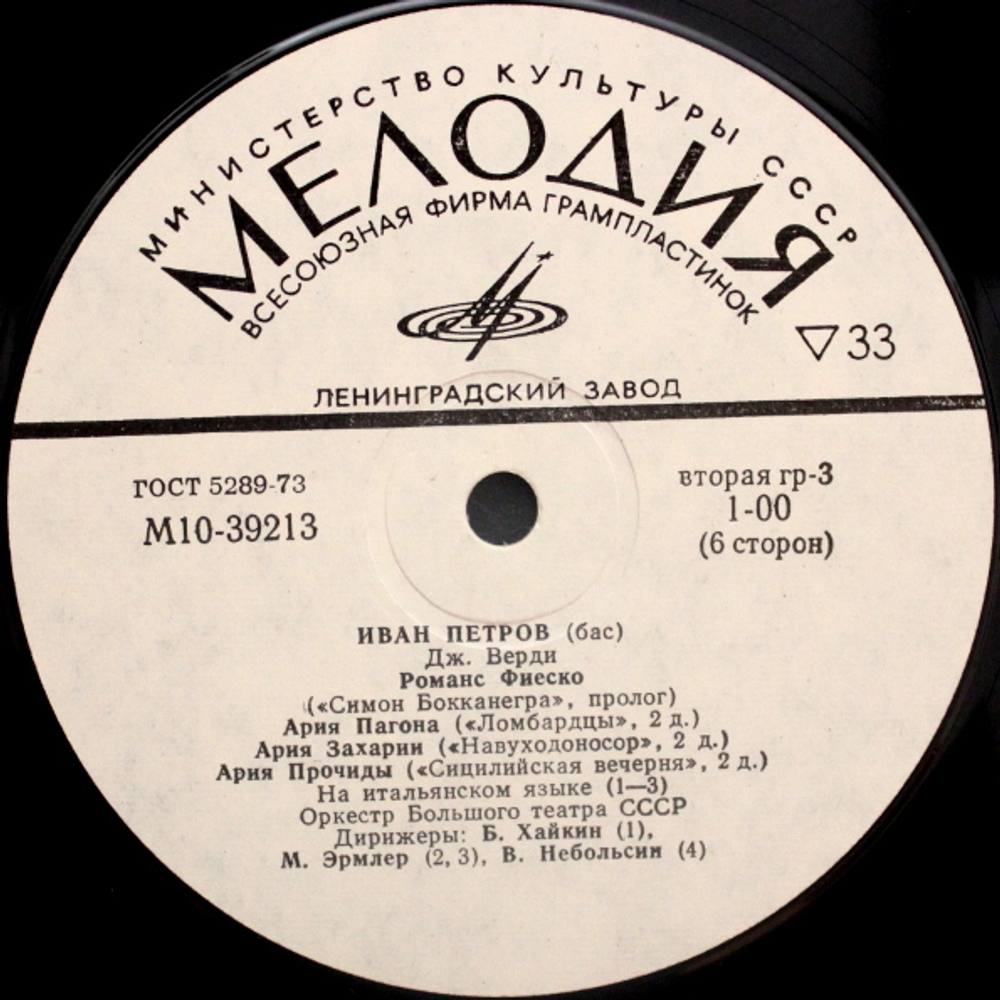 МИНИСТЕРСТВО КУЛЬТУРЫ СССР
МЕЛОДИЯ
ВСЕСОЮЗНАЯ ФИРМА ГРАМПЛАСТИНОК
▽33
ЛЕНИНГРАДСКИЙ ЗАВОД
ГОСТ 5289-73
М10-39213
вторая гр-3
1-00
(6 сторон)
ИВАН ПЕТРОВ (бас)
Дж. Верди
Романс Фиеско
(«Симон Бокканегра», пролог)
Ария Пагона («Ломбардцы», 2 д.)
Ария Захарии («Навуходоносор», 2 д.)
Ария Прочиды («Сицилийская вечерня», 2 д.)
На итальянском языке (1—3)
Оркестр Большого театра СССР
Дирижеры: Б. Хайкин (1),
М. Эрмлер (2, 3), В. Небольсин (4)